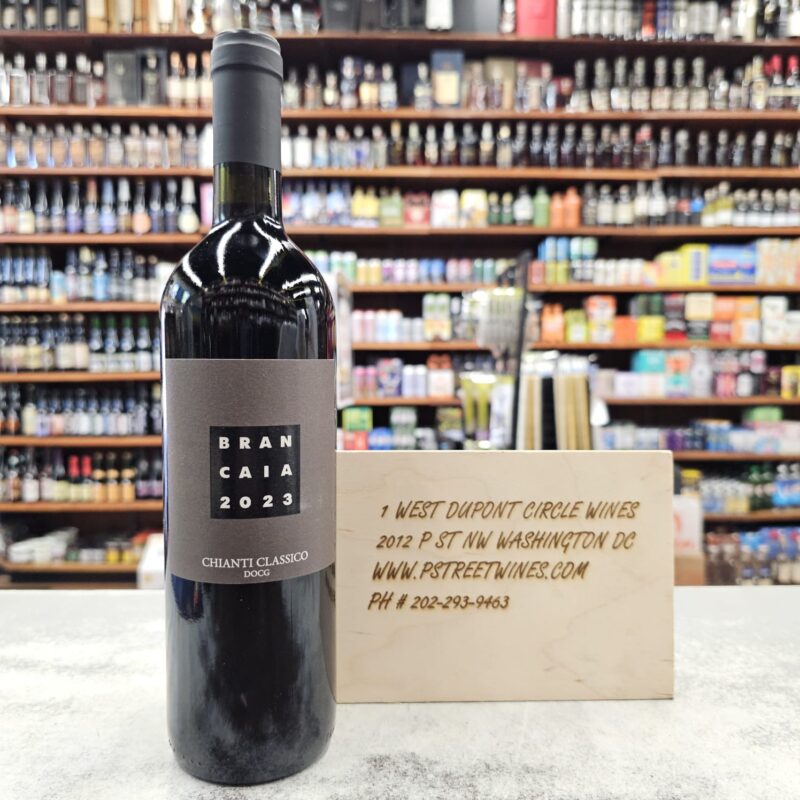 BRAN
CAIA
2023
CHIANTI CLASSICO
DOCG
1 WEST DUPONT CIRCLE WINES
2012 P ST NW WASHINGTON DC
WWW.PSTREETWINES.COM
PH # 202-293-9463